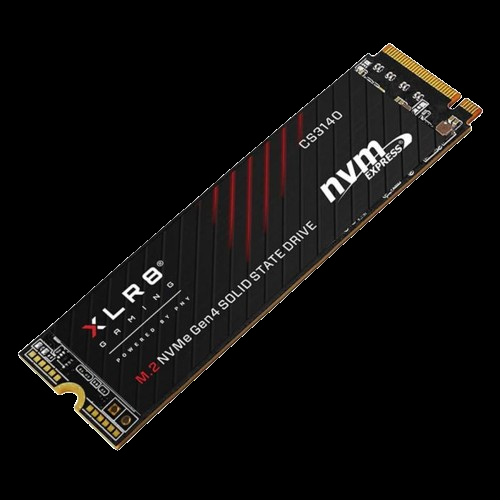 XLR8®
GAMING
POWERED BY PNY
M.2 NVMe Gen4 SOLID STATE DRIVE
CS3140
nvm
EXPRESS®